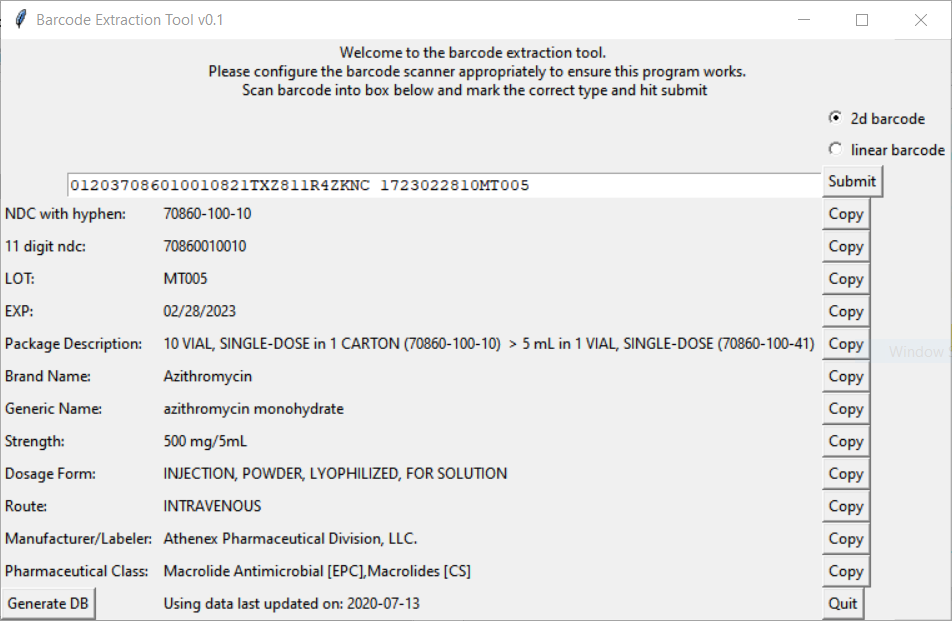 Barcode Extraction Tool v0.1
Welcome to the barcode extraction tool.
Please configure the barcode scanner appropriately to ensure this program works.
Scan barcode into box below and mark the correct type and hit submit
2d barcode
linear barcode
012037086010010821TXZ811R4ZKNC 1723022810MT005 Submit
NDC with hyphen: 70860-100-10 Copy
11 digit ndc: 70860010010 Copy
LOT: MT005 Copy
EXP: 02/28/2023 Copy
Package Description: 10 VIAL, SINGLE-DOSE in 1 CARTON (70860-100-10) > 5 mL in 1 VIAL, SINGLE-DOSE (70860-100-41) Copy
Window
Brand Name: Azithromycin Copy
Generic Name: azithromycin monohydrate Copy
Strength: 500 mg/5mL Copy
Dosage Form: INJECTION, POWDER, LYOPHILIZED, FOR SOLUTION Copy
Route: INTRAVENOUS Copy
Manufacturer/Labeler: Athenex Pharmaceutical Division, LLC. Copy
Pharmaceutical Class: Macrolide Antimicrobial [EPC],Macrolides [CS] Copy
Generate DB Using data last updated on: 2020-07-13 Quit